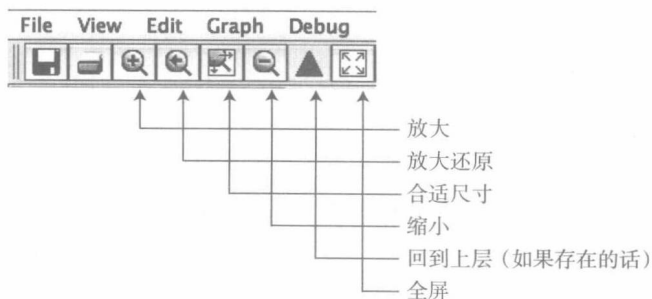 File View Edit Graph Debug
放大
放大还原
合适尺寸
缩小
回到上层（如果存在的话）
全屏